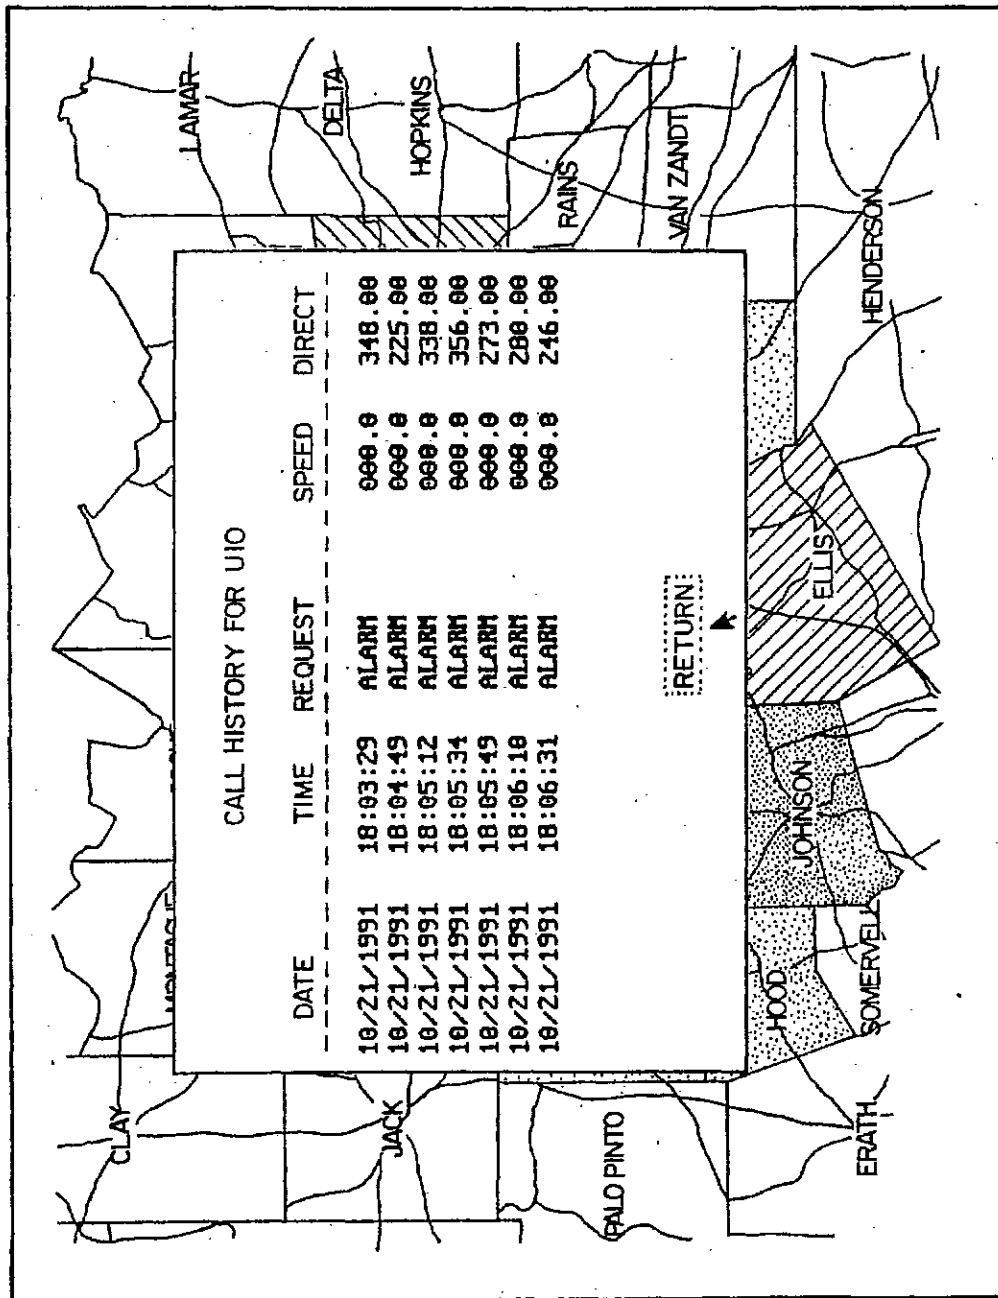 CLAY
LAMAR
DELTA
JACK
HOPKINS
CALL HISTORY FOR U10
DATE TIME REQUEST SPEED DIRECT
10/21/1991 18:03:29 ALARM 000.0 348.00
10/21/1991 18:04:49 ALARM 000.0 225.00
10/21/1991 18:05:12 ALARM 000.0 338.00
10/21/1991 18:05:34 ALARM 000.0 356.00
10/21/1991 18:05:49 ALARM 000.0 273.00
10/21/1991 18:06:10 ALARM 000.0 280.00
10/21/1991 18:06:31 ALARM 000.0 246.00
RETURN
PALO PINTO
RAINS
VAN ZANDT
HOOD
JOHNSON
ELLIS
ERATH
SOMERVELL
HENDERSON